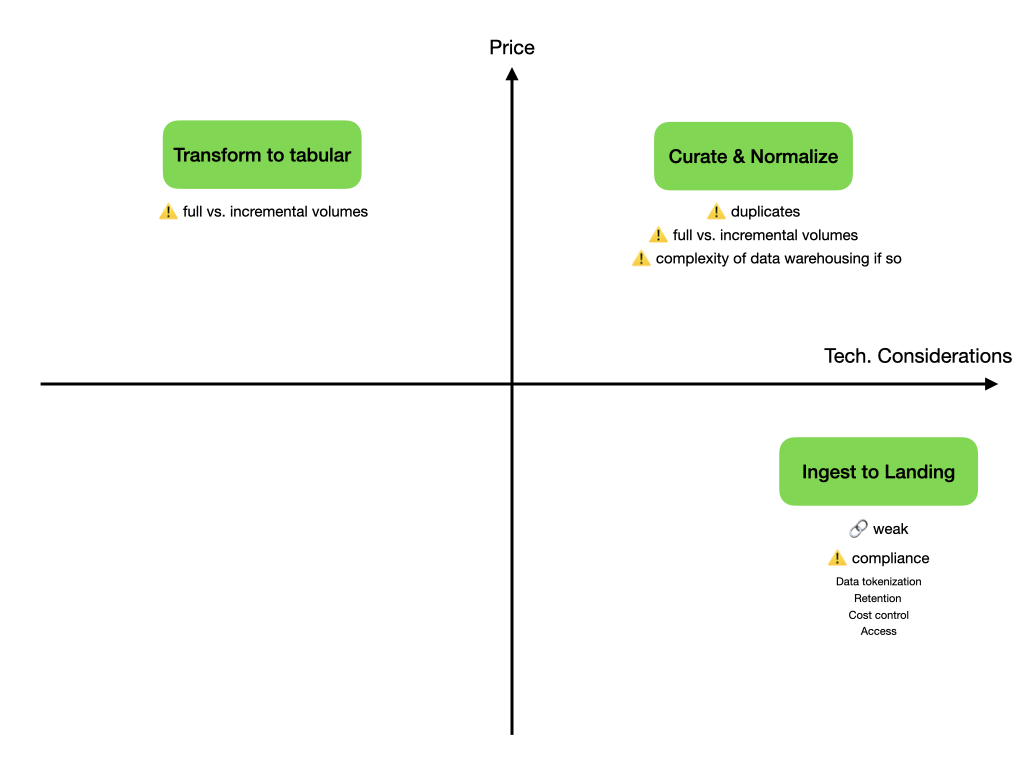 Price
Transform to tabular
⚠️ full vs. incremental volumes
Curate & Normalize
⚠️ duplicates
⚠️ full vs. incremental volumes
⚠️ complexity of data warehousing if so
Tech. Considerations
Ingest to Landing
🔗 weak
⚠️ compliance
Data tokenization
Retention
Cost control
Access